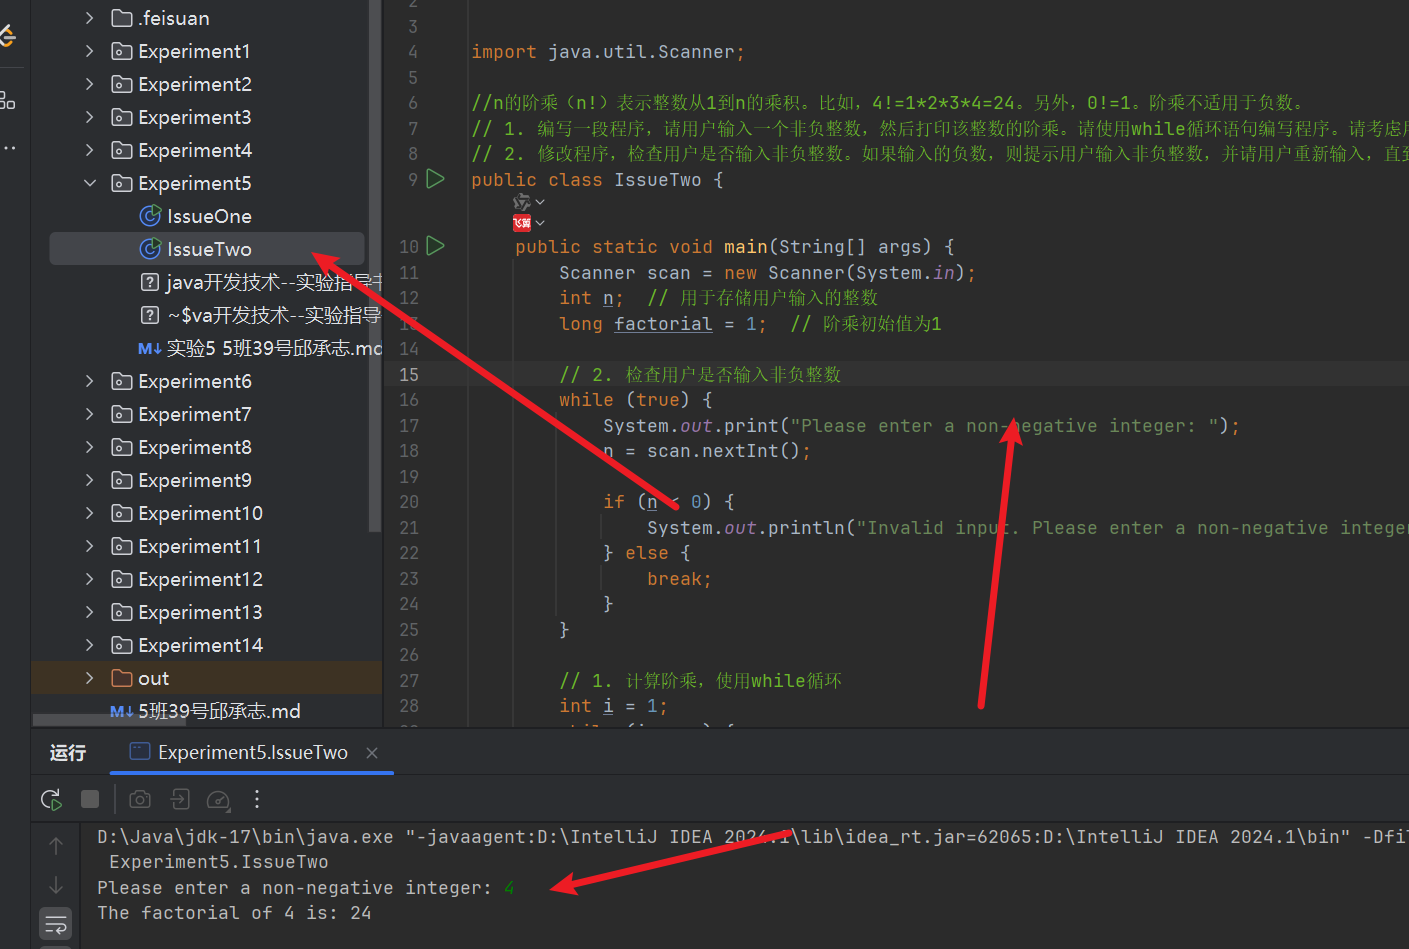 .feisuan
Experiment1
Experiment2
Experiment3
Experiment4
Experiment5
IssueOne
IssueTwo
java开发技术--实验指导书
~$va开发技术--实验指导
M↓ 实验5 5班39号邱承志.md
Experiment6
Experiment7
Experiment8
Experiment9
Experiment10
Experiment11
Experiment12
Experiment13
Experiment14
out
M↓ 5班39号邱承志.md
2
3
4 import java.util.Scanner;
5
6 //n的阶乘（n!）表示整数从1到n的乘积。比如，4!=1*2*3*4=24。另外，0!=1。阶乘不适用于负数。
7 // 1. 编写一段程序，请用户输入一个非负整数，然后打印该整数的阶乘。请使用while循环语句编写程序。请考虑用
8 // 2. 修改程序，检查用户是否输入非负整数。如果输入的负数，则提示用户输入非负整数，并请用户重新输入，直到
9 public class IssueTwo {
飞算
10 public static void main(String[] args) {
11 Scanner scan = new Scanner(System.in);
12 int n; // 用于存储用户输入的整数
13 long factorial = 1; // 阶乘初始值为1
14
15 // 2. 检查用户是否输入非负整数
16 while (true) {
17 System.out.print("Please enter a non-negative integer: ");
18 n = scan.nextInt();
19
20 if (n < 0) {
21 System.out.println("Invalid input. Please enter a non-negative integer
22 } else {
23 break;
24 }
25 }
26
27 // 1. 计算阶乘，使用while循环
28 int i = 1;
运行 Experiment5.IssueTwo
D:\Java\jdk-17\bin\java.exe "-javaagent:D:\IntelliJ IDEA 2024.1\lib\idea_rt.jar=62065:D:\IntelliJ IDEA 2024.1\bin" -Dfil
Experiment5.IssueTwo
Please enter a non-negative integer: 4
The factorial of 4 is: 24